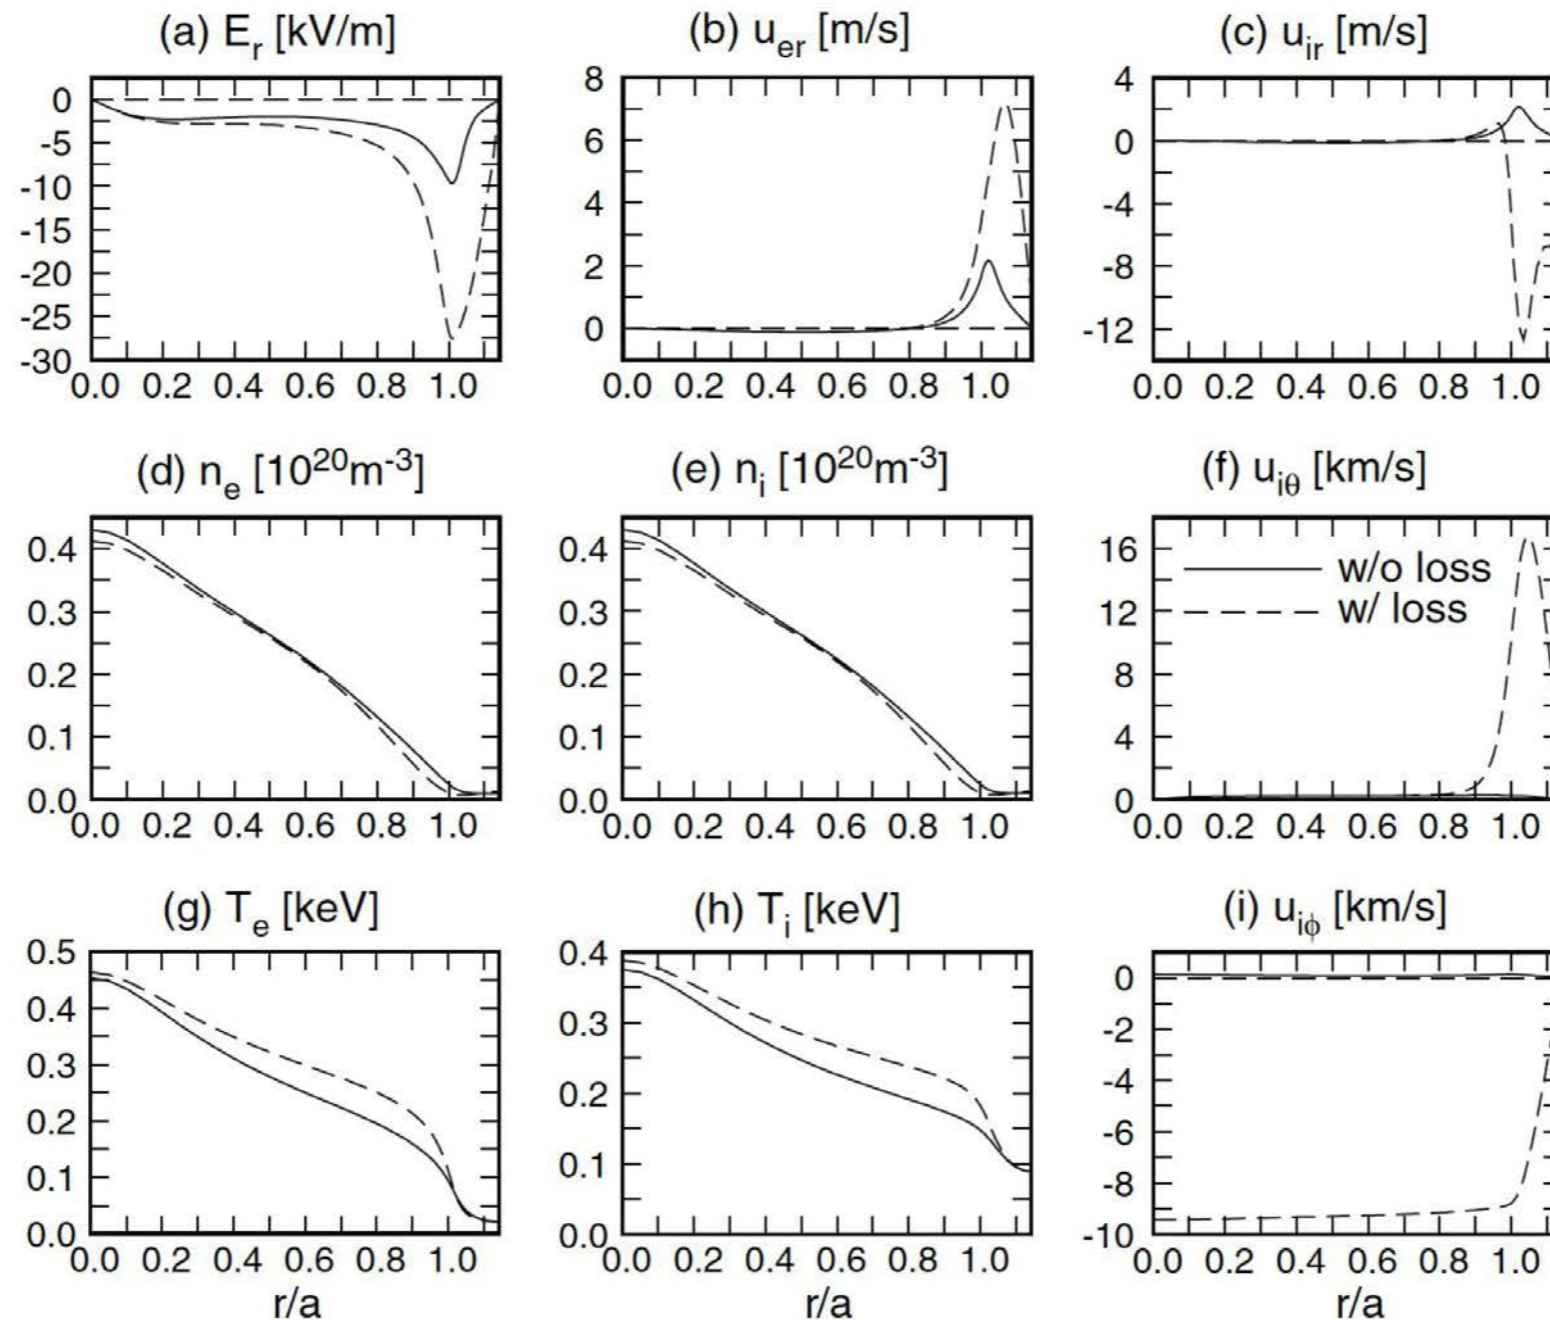 (a) E_r [kV/m]
0
-5
-10
-15
-20
-25
-30
0.0 0.2 0.4 0.6 0.8 1.0
(b) u_er [m/s]
8
6
4
2
0
0.0 0.2 0.4 0.6 0.8 1.0
(c) u_ir [m/s]
4
0
-4
-8
-12
0.0 0.2 0.4 0.6 0.8 1.0
(d) n_e [10^20m^-3]
0.4
0.3
0.2
0.1
0.0
0.0 0.2 0.4 0.6 0.8 1.0
(e) n_i [10^20m^-3]
0.4
0.3
0.2
0.1
0.0
0.0 0.2 0.4 0.6 0.8 1.0
(f) u_iθ [km/s]
16
12
8
4
0
w/o loss
w/ loss
0.0 0.2 0.4 0.6 0.8 1.0
(g) T_e [keV]
0.5
0.4
0.3
0.2
0.1
0.0
0.0 0.2 0.4 0.6 0.8 1.0
r/a
(h) T_i [keV]
0.4
0.3
0.2
0.1
0.0
0.0 0.2 0.4 0.6 0.8 1.0
r/a
(i) u_iϕ [km/s]
0
-2
-4
-6
-8
-10
0.0 0.2 0.4 0.6 0.8 1.0
r/a